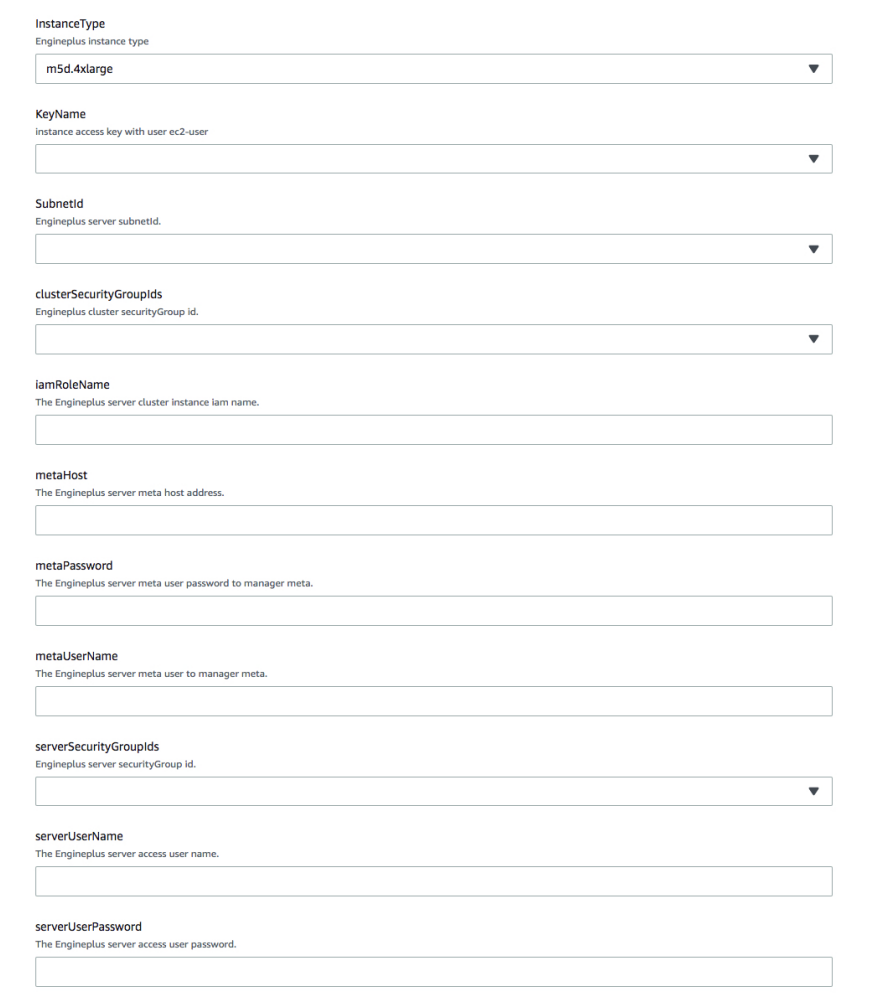 InstanceType
Engineplus instance type
m5d.4xlarge
KeyName
instance access key with user ec2-user
SubnetId
Engineplus server subnetId.
clusterSecurityGroupIds
Engineplus cluster securityGroup id.
iamRoleName
The Engineplus server cluster instance iam name.
metaHost
The Engineplus server meta host address.
metaPassword
The Engineplus server meta user password to manager meta.
metaUserName
The Engineplus server meta user to manager meta.
serverSecurityGroupIds
Engineplus server securityGroup id.
serverUserName
The Engineplus server access user name.
serverUserPassword
The Engineplus server access user password.